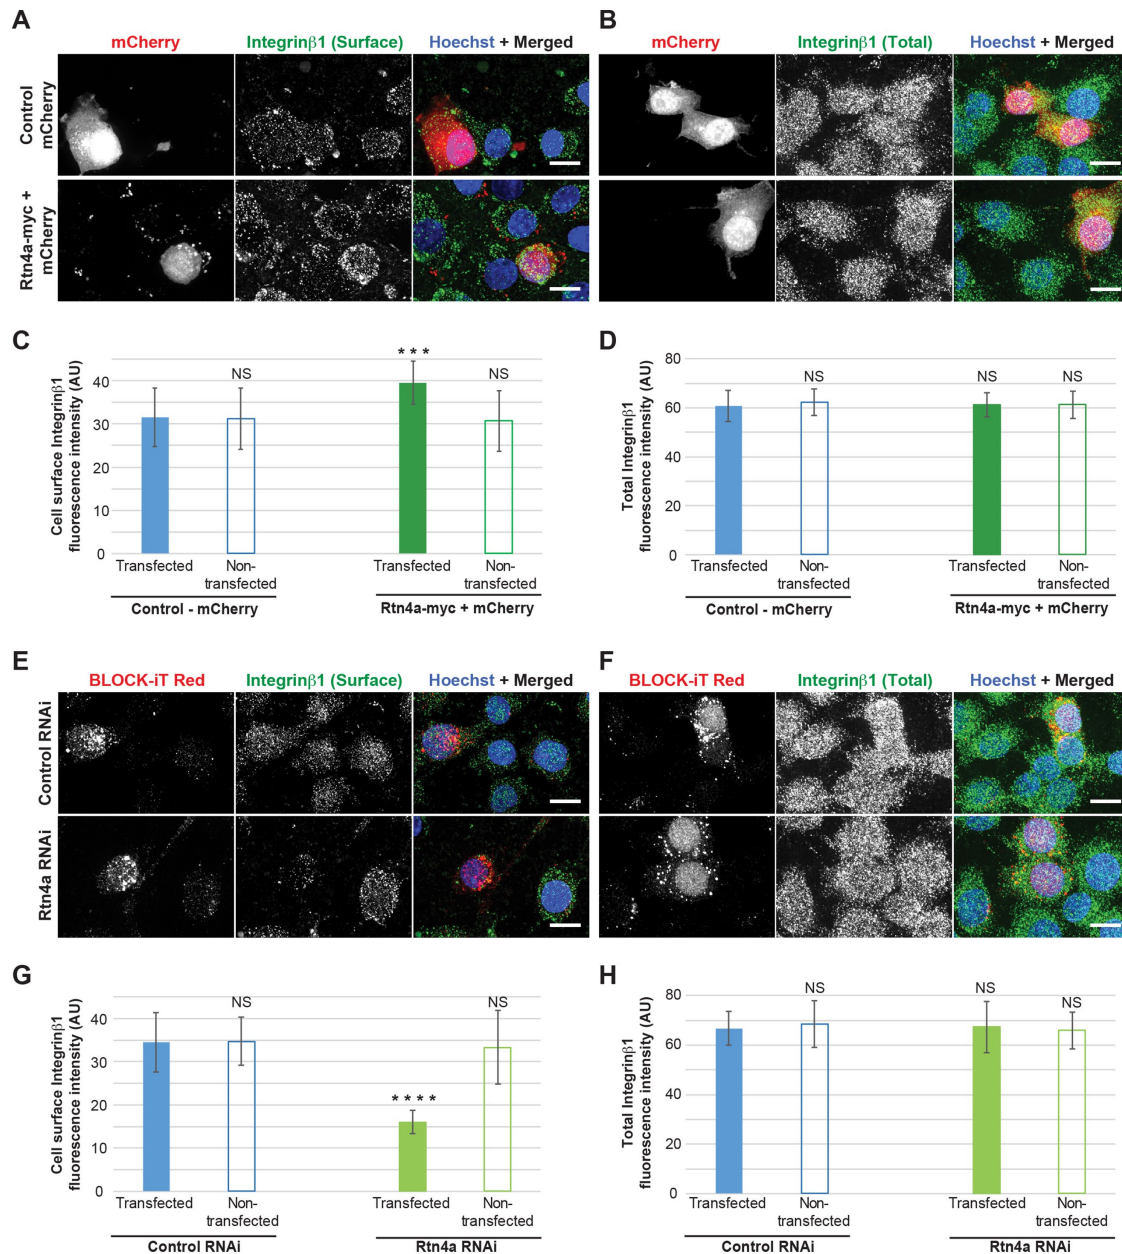 A
mCherry
Integrinβ1 (Surface)
Hoechst + Merged
Control
mCherry
Rtn4a-myc +
mCherry
B
mCherry
Integrinβ1 (Total)
Hoechst + Merged
C
Cell surface Integrinβ1
fluorescence intensity (AU)
40
30
20
10
0
NS
* * *
NS
Transfected
Non-
transfected
Transfected
Non-
transfected
Control - mCherry
Rtn4a-myc + mCherry
D
Total Integrinβ1
fluorescence intensity (AU)
80
60
40
20
0
NS
NS
NS
Transfected
Non-
transfected
Transfected
Non-
transfected
Control - mCherry
Rtn4a-myc + mCherry
E
BLOCK-iT Red
Integrinβ1 (Surface)
Hoechst + Merged
Control RNAi
Rtn4a RNAi
F
BLOCK-iT Red
Integrinβ1 (Total)
Hoechst + Merged
G
Cell surface Integrinβ1
fluorescence intensity (AU)
40
30
20
10
0
NS
* * * *
NS
Transfected
Non-
transfected
Transfected
Non-
transfected
Control RNAi
Rtn4a RNAi
H
Total Integrinβ1
fluorescence intensity (AU)
80
60
40
20
0
NS
NS
NS
Transfected
Non-
transfected
Transfected
Non-
transfected
Control RNAi
Rtn4a RNAi